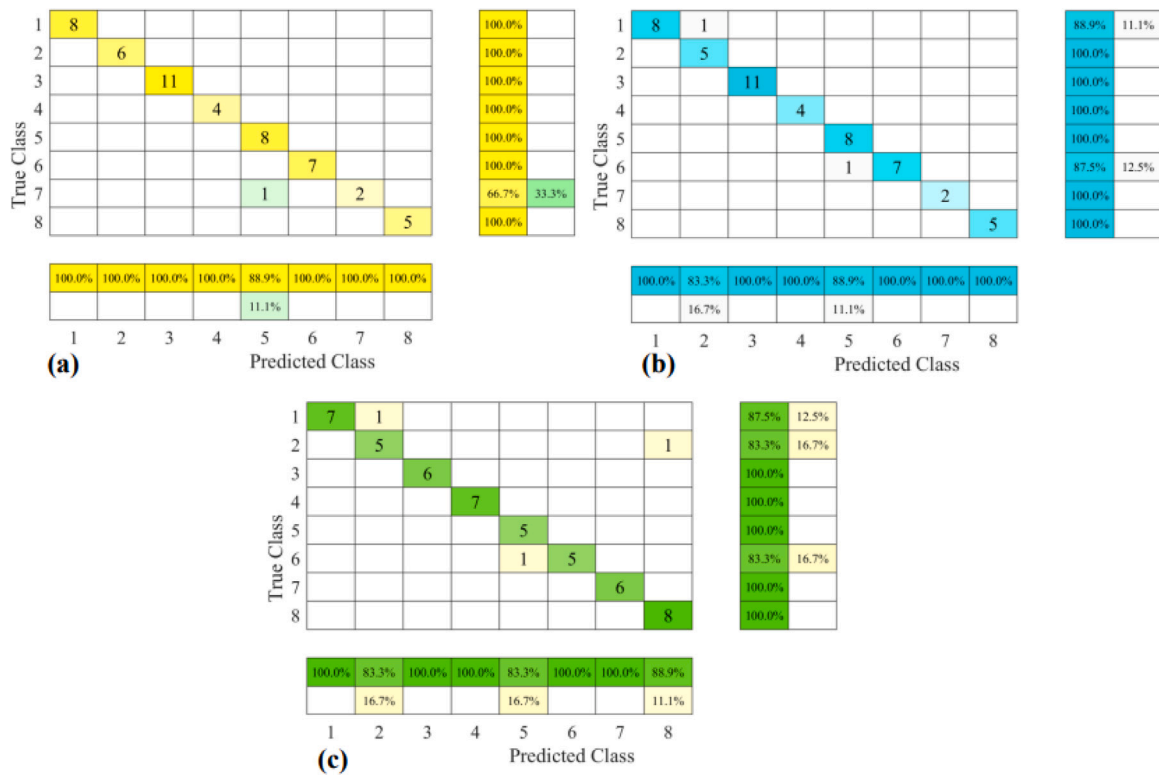 1 8 100.0%
2 6 100.0%
3 11 100.0%
4 4 100.0%
5 8 100.0%
6 7 100.0%
7 1 2 66.7% 33.3%
8 5 100.0%
True Class
100.0% 100.0% 100.0% 100.0% 88.9% 100.0% 100.0% 100.0%
11.1%
1 2 3 4 5 6 7 8
Predicted Class
(a)
1 8 1 88.9% 11.1%
2 5 100.0%
3 11 100.0%
4 4 100.0%
5 8 100.0%
6 1 7 87.5% 12.5%
7 2 100.0%
8 5 100.0%
True Class
100.0% 83.3% 100.0% 100.0% 88.9% 100.0% 100.0% 100.0%
16.7% 11.1%
1 2 3 4 5 6 7 8
Predicted Class
(b)
1 7 1 87.5% 12.5%
2 5 1 83.3% 16.7%
3 6 100.0%
4 7 100.0%
5 5 100.0%
6 1 5 83.3% 16.7%
7 6 100.0%
8 8 100.0%
True Class
100.0% 83.3% 100.0% 100.0% 83.3% 100.0% 100.0% 88.9%
16.7% 16.7% 11.1%
1 2 3 4 5 6 7 8
Predicted Class
(c)